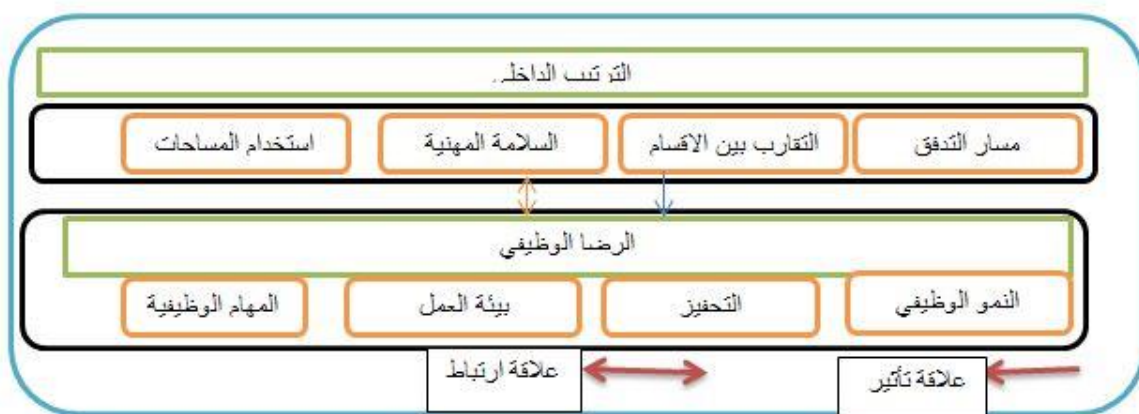 الترتيب الداخلي
مسار التدفق
التقارب بين الاقسام
السلامة المهنية
استخدام المساحات
الرضا الوظيفي
النمو الوظيفي
التحفيز
بيئة العمل
المهام الوظيفية
علاقة تأثير
علاقة ارتباط